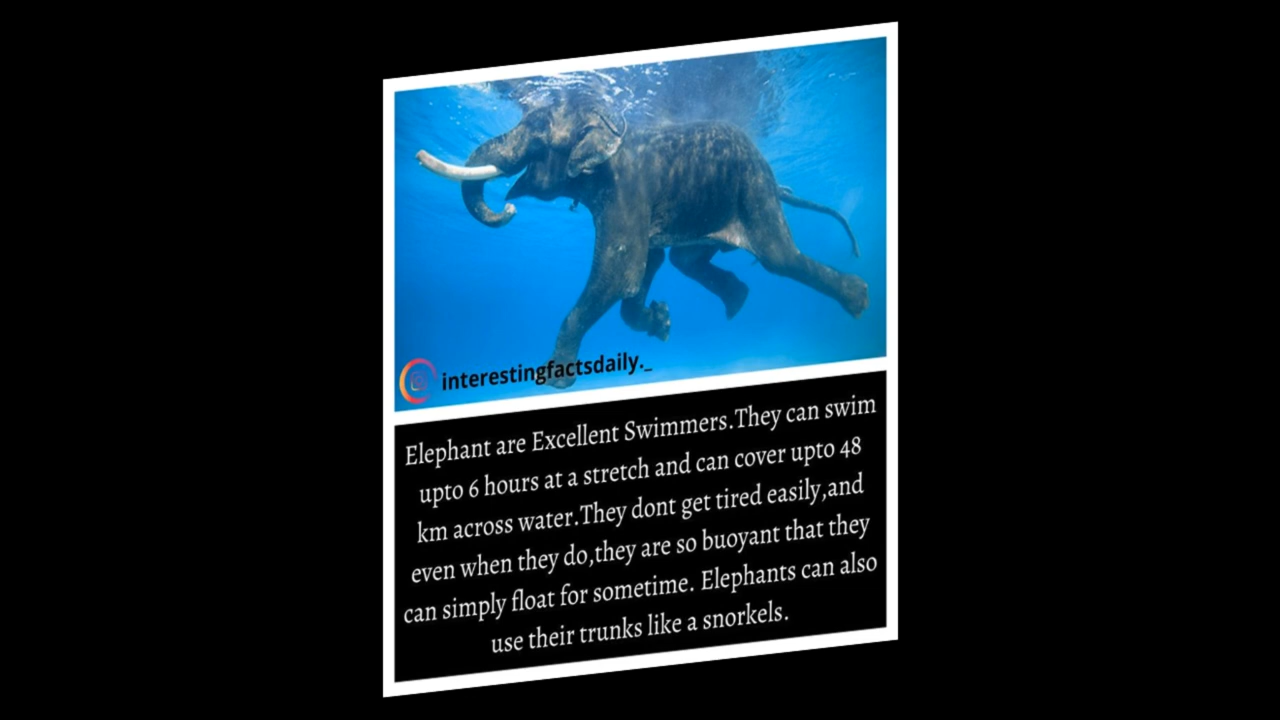 interestingfactsdaily._
Elephant are Excellent Swimmers.They can swim
upto 6 hours at a stretch and can cover upto 48
km across water.They dont get tired easily,and
even when they do,they are so buoyant that they
can simply float for sometime. Elephants can also
use their trunks like a snorkels.